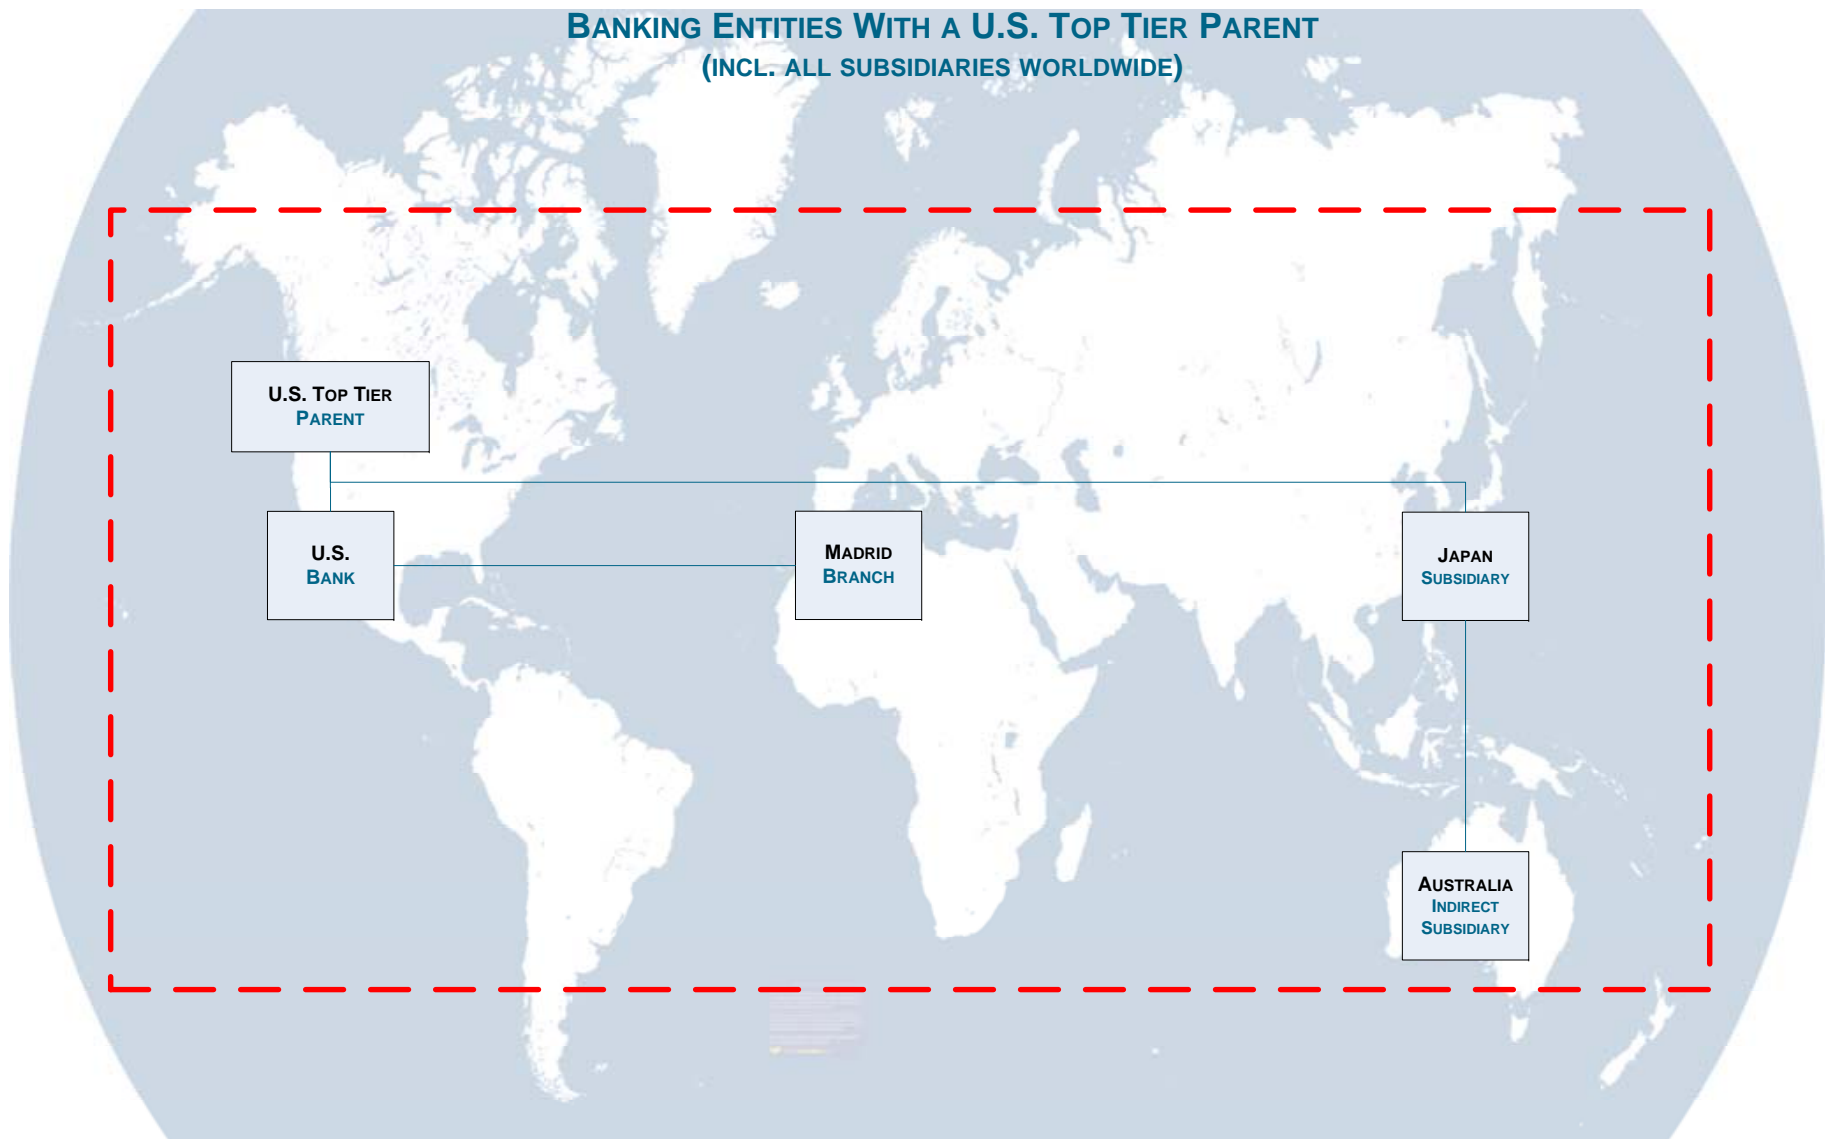 BANKING ENTITIES WITH A U.S. TOP TIER PARENT
(INCL. ALL SUBSIDIARIES WORLDWIDE)
U.S. TOP TIER
PARENT
U.S.
BANK
MADRID
BRANCH
JAPAN
SUBSIDIARY
AUSTRALIA
INDIRECT
SUBSIDIARY